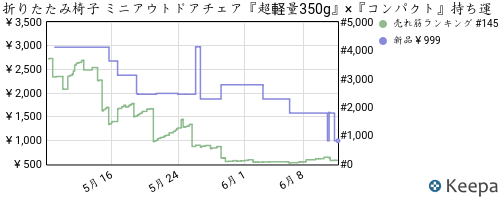 折りたたみ椅子 ミニアウトドアチェア『超軽量350g』×『コンパクト』持ち運
￥3,500
￥3,000
￥2,500
￥2,000
￥1,500
￥1,000
￥500
#5,000
#4,000
#3,000
#2,000
#1,000
#0
売れ筋ランキング #145
新品 ￥999
5月 16
5月 24
6月 1
6月 8
Keepa